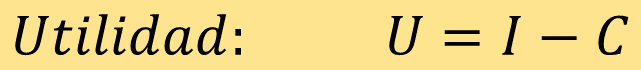 Utilidad: U = I − C